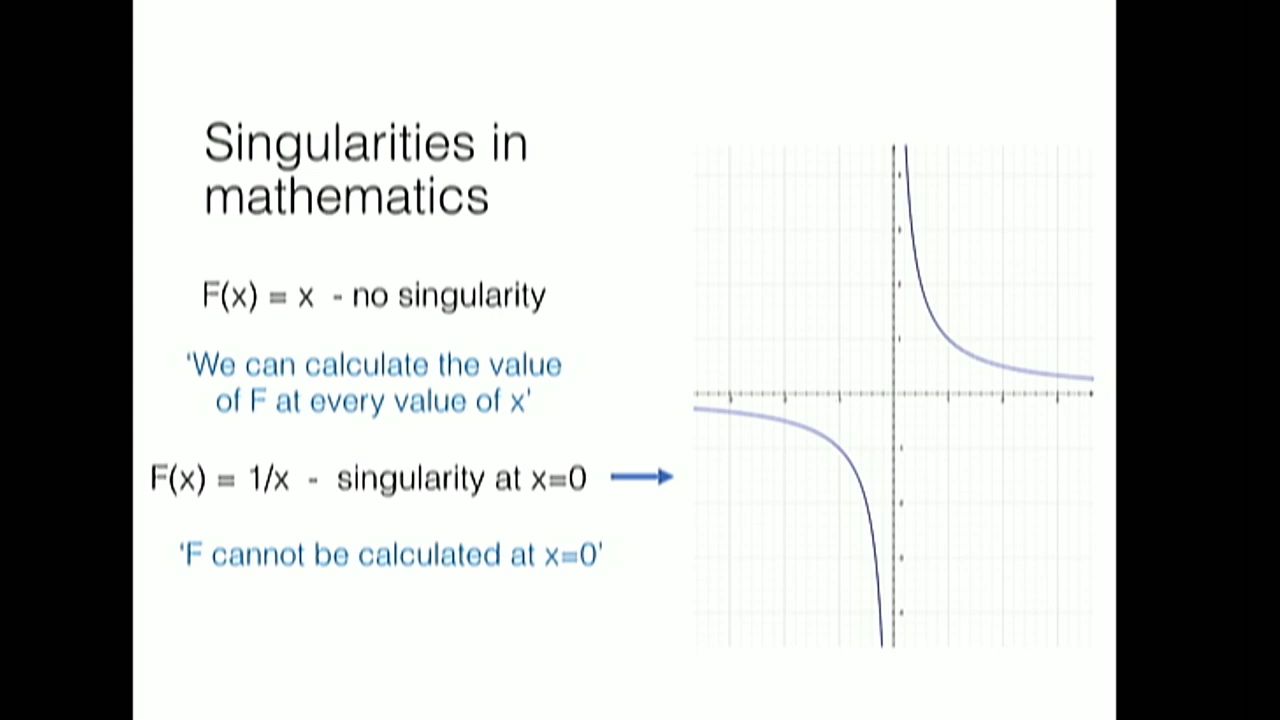 Singularities in
mathematics
F(x) = x - no singularity
'We can calculate the value
of F at every value of x'
F(x) = 1/x - singularity at x=0
'F cannot be calculated at x=0'